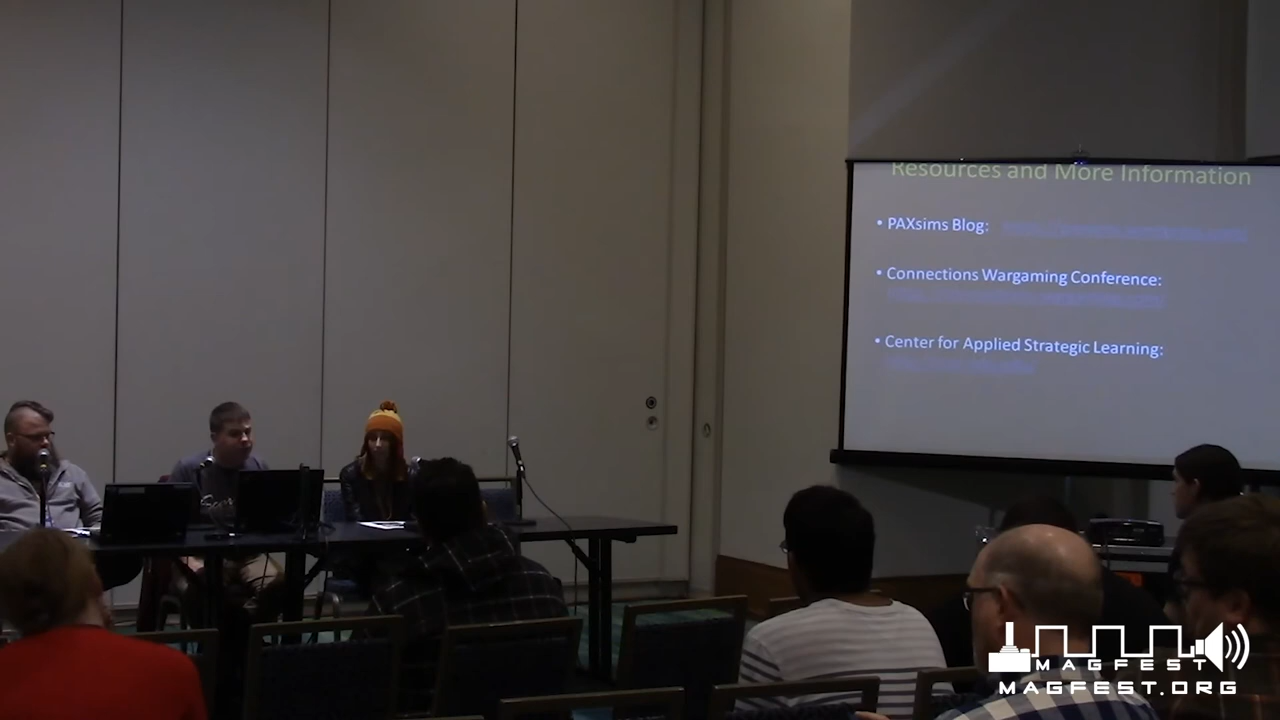 Resources and More Information
• PAXsims Blog:
• Connections Wargaming Conference:
• Center for Applied Strategic Learning:
MAGFEST
MAGFEST.ORG